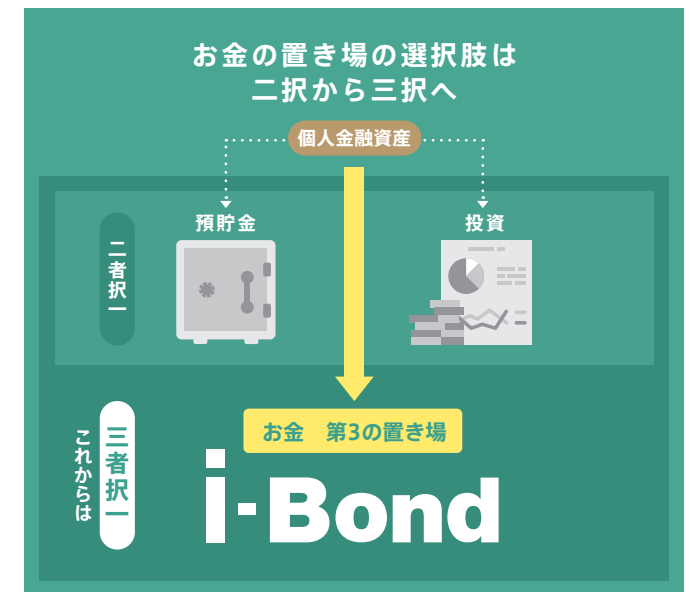 お金の置き場の選択肢は
二択から三択へ
個人金融資産
預貯金
投資
二者択一
お金　第3の置き場
これからは
三者択一
i-Bond